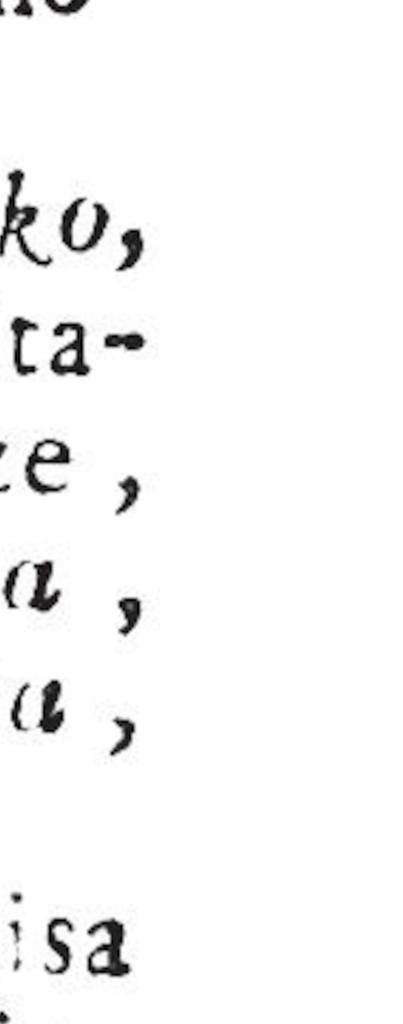 ko,
ta-
e ,
a ,
a ,
isa